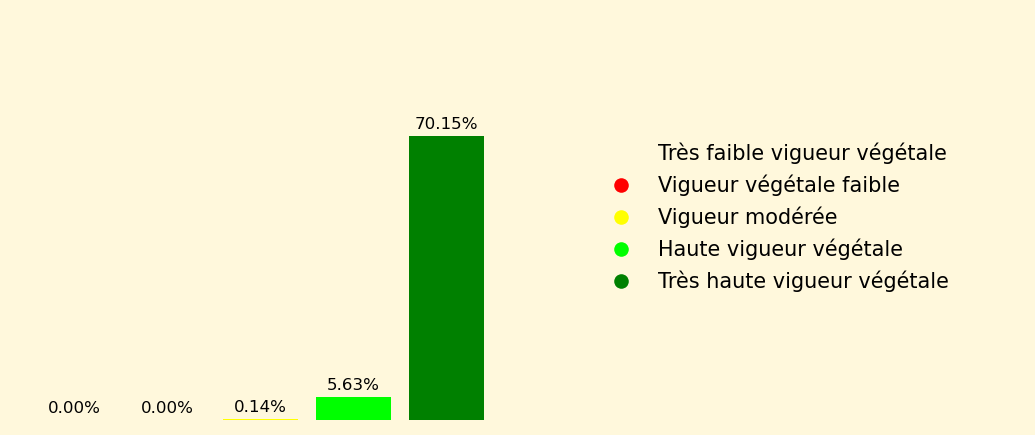 70.15%
5.63%
0.00%
0.00%
0.14%
Très faible vigueur végétale
Vigueur végétale faible
Vigueur modérée
Haute vigueur végétale
Très haute vigueur végétale